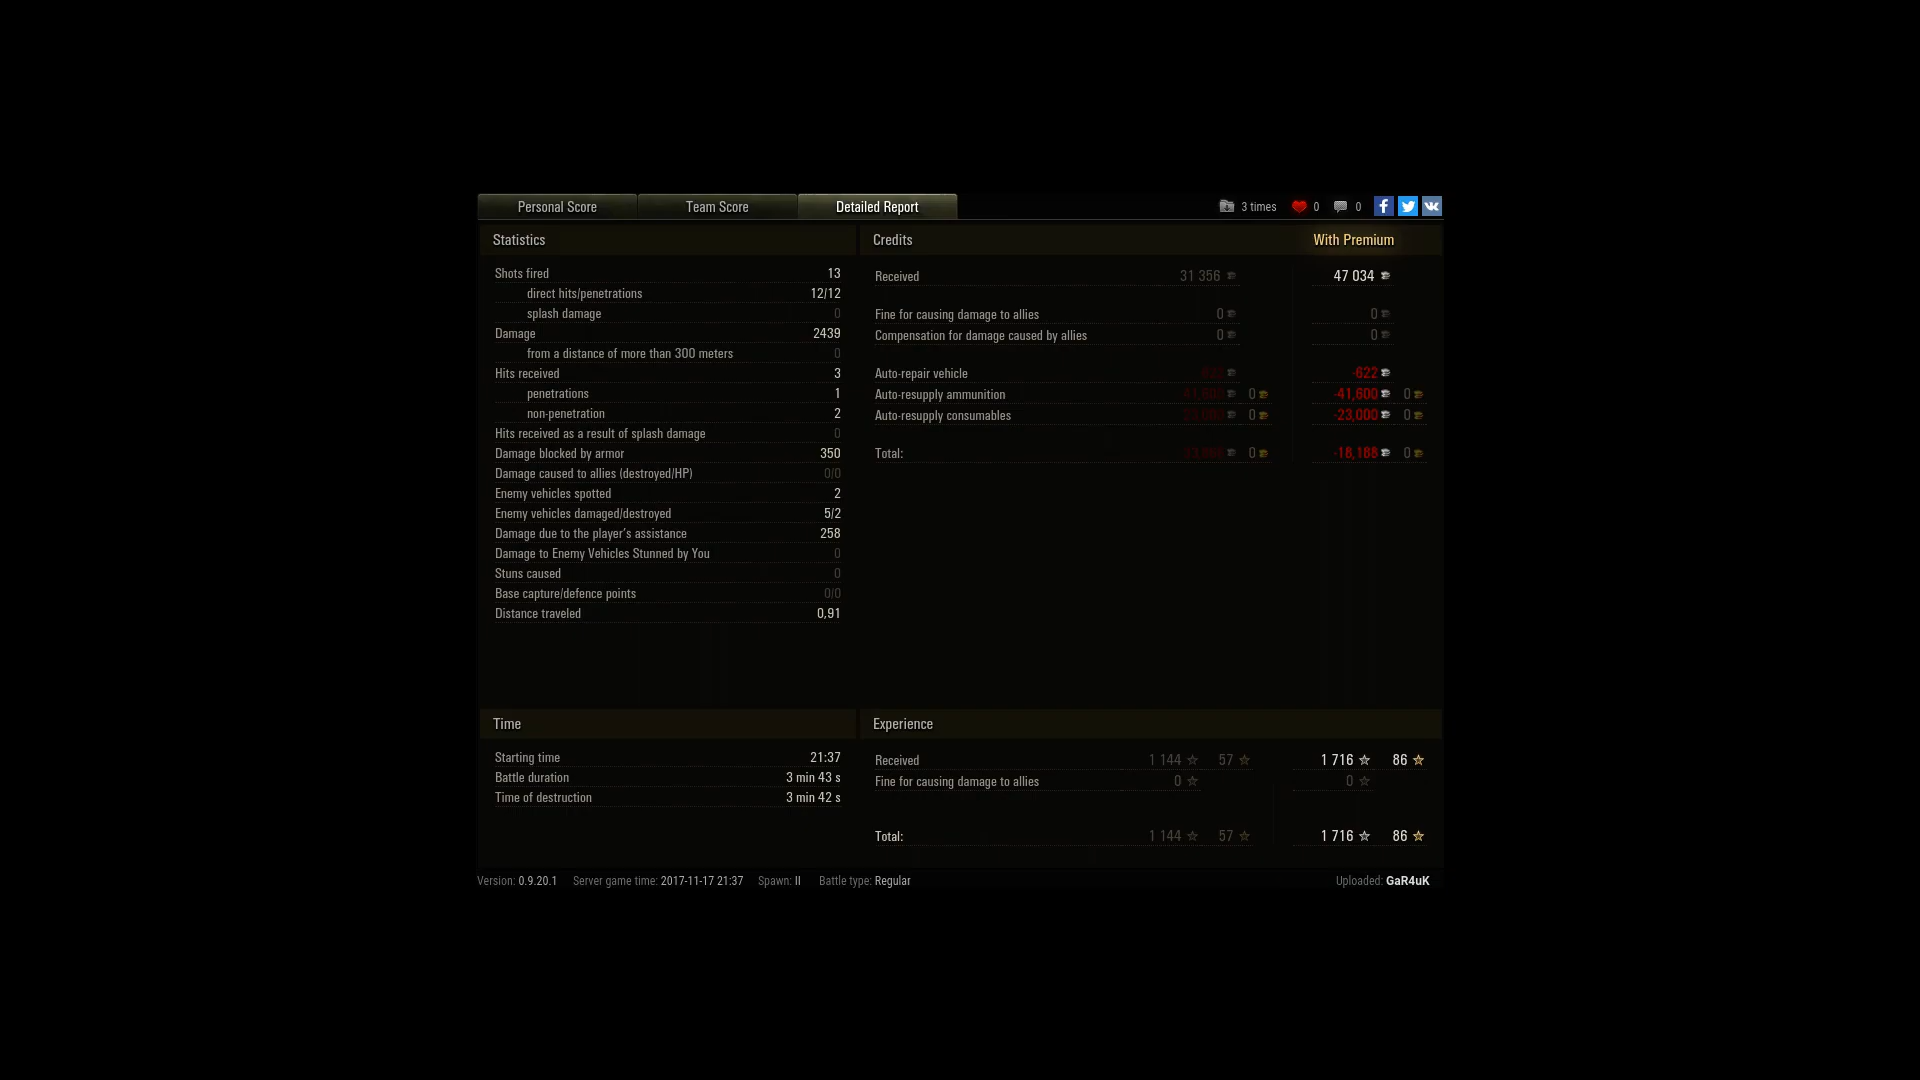 Personal Score Team Score Detailed Report 3 times 0 0
Statistics
Shots fired 13
direct hits/penetrations 12/12
splash damage 0
Damage 2439
from a distance of more than 300 meters 0
Hits received 3
penetrations 1
non-penetration 2
Hits received as a result of splash damage 0
Damage blocked by armor 350
Damage caused to allies (destroyed/HP) 0/0
Enemy vehicles spotted 2
Enemy vehicles damaged/destroyed 5/2
Damage due to the player's assistance 258
Damage to Enemy Vehicles Stunned by You 0
Stuns caused 0
Base capture/defence points 0/0
Distance traveled 0,91
Credits With Premium
Received 31 356 47 034
Fine for causing damage to allies 0 0
Compensation for damage caused by allies 0 0
Auto-repair vehicle -622
Auto-resupply ammunition 0 -41,600 0
Auto-resupply consumables 0 -23,000 0
Total: 0 -18,188 0
Time
Starting time 21:37
Battle duration 3 min 43 s
Time of destruction 3 min 42 s
Experience
Received 1 144 57 1 716 86
Fine for causing damage to allies 0 0
Total: 1 144 57 1 716 86
Version: 0.9.20.1 Server game time: 2017-11-17 21:37 Spawn: II Battle type: Regular Uploaded: GaR4uK